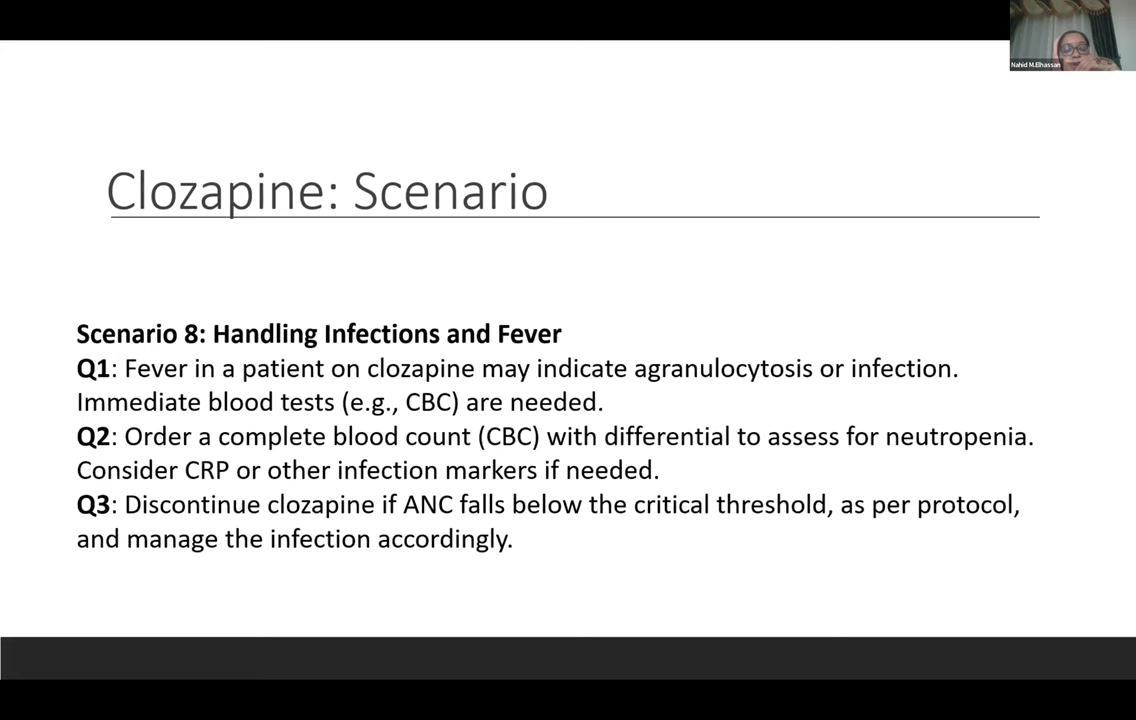 Nahid M.Elhassan
Clozapine: Scenario
Scenario 8: Handling Infections and Fever
Q1: Fever in a patient on clozapine may indicate agranulocytosis or infection.
Immediate blood tests (e.g., CBC) are needed.
Q2: Order a complete blood count (CBC) with differential to assess for neutropenia.
Consider CRP or other infection markers if needed.
Q3: Discontinue clozapine if ANC falls below the critical threshold, as per protocol,
and manage the infection accordingly.